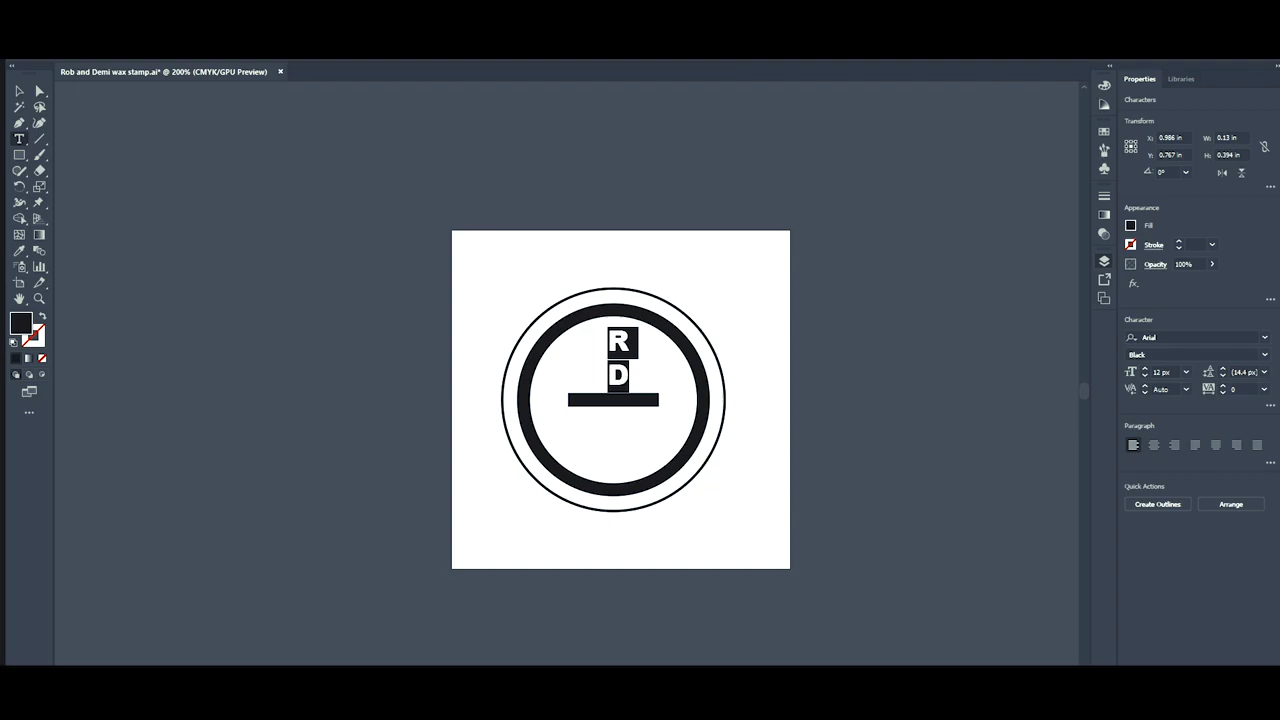 Rob and Demi wax stamp.ai* @ 200% (CMYK/GPU Preview) ×
Properties Libraries
Characters
Transform
X: 0.986 in W: 0.13 in
Y: 0.767 in H: 0.394 in
0°
Appearance
Fill
Stroke
Opacity 100%
fx.
Character
Arial
Black
12 px (14.4 px)
Auto 0
Paragraph
Quick Actions
Create Outlines Arrange
R
D